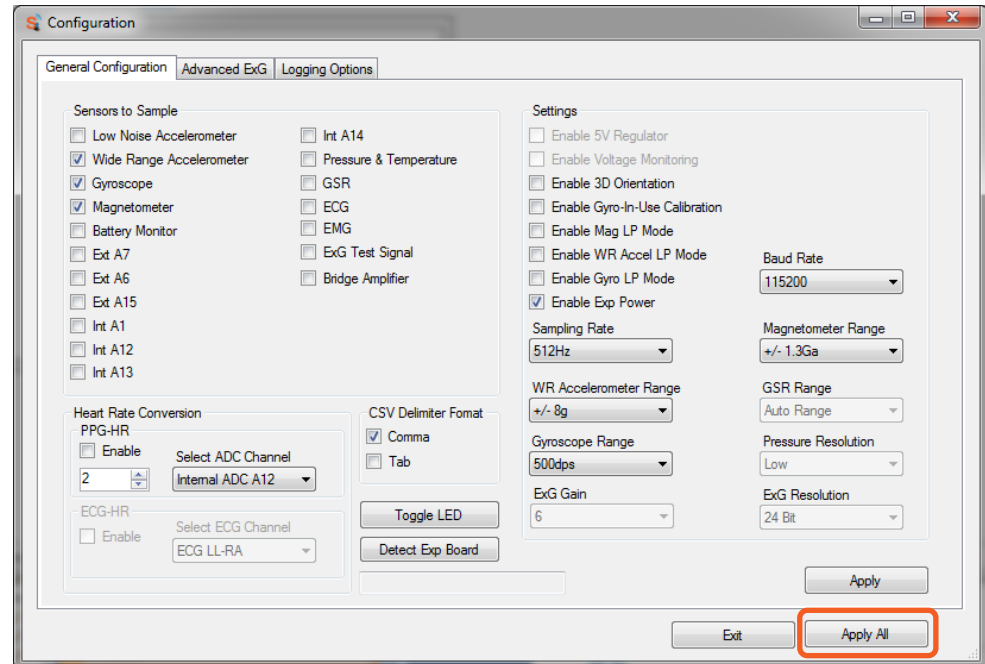 Configuration
General Configuration
Advanced ExG
Logging Options
Sensors to Sample
Low Noise Accelerometer
Wide Range Accelerometer
Gyroscope
Magnetometer
Battery Monitor
Ext A7
Ext A6
Ext A15
Int A1
Int A12
Int A13
Int A14
Pressure & Temperature
GSR
ECG
EMG
ExG Test Signal
Bridge Amplifier
Heart Rate Conversion
PPG-HR
Enable
2
Select ADC Channel
Internal ADC A12
ECG-HR
Enable
Select ECG Channel
ECG LL-RA
CSV Delimiter Fomat
Comma
Tab
Toggle LED
Detect Exp Board
Settings
Enable 5V Regulator
Enable Voltage Monitoring
Enable 3D Orientation
Enable Gyro-In-Use Calibration
Enable Mag LP Mode
Enable WR Accel LP Mode
Enable Gyro LP Mode
Enable Exp Power
Baud Rate
115200
Sampling Rate
512Hz
Magnetometer Range
+/- 1.3Ga
WR Accelerometer Range
+/- 8g
GSR Range
Auto Range
Gyroscope Range
500dps
Pressure Resolution
Low
ExG Gain
6
ExG Resolution
24 Bit
Apply
Exit
Apply All